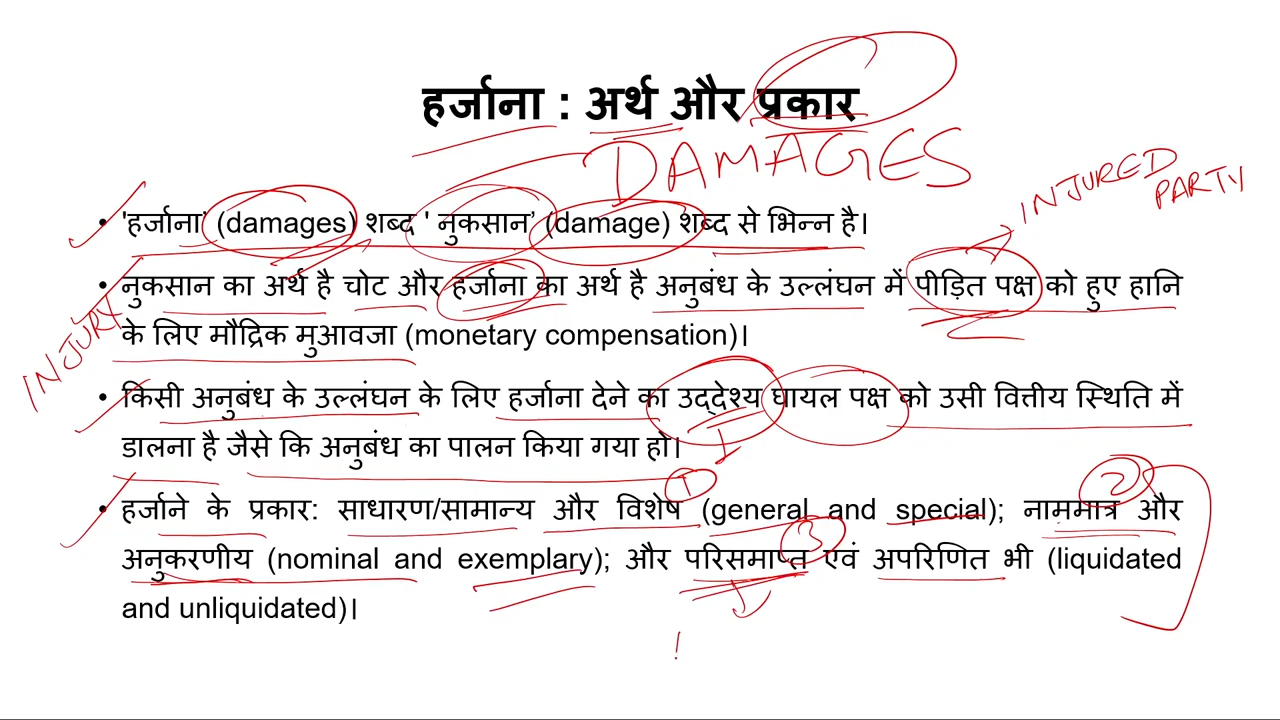 हर्जाना : अर्थ और प्रकार
DAMAGES
INJURED
PARTY
• 'हर्जाना' (damages) शब्द ' नुकसान' (damage) शब्द से भिन्न है।
• नुकसान का अर्थ है चोट और हर्जाना का अर्थ है अनुबंध के उल्लंघन में पीड़ित पक्ष को हुए हानि
के लिए मौद्रिक मुआवजा (monetary compensation)।
INJURY
• किसी अनुबंध के उल्लंघन के लिए हर्जाना देने का उद्देश्य घायल पक्ष को उसी वित्तीय स्थिति में
डालना है जैसे कि अनुबंध का पालन किया गया हो।
1
2
• हर्जाने के प्रकार: साधारण/सामान्य और विशेष (general and special); नाममात्र और
3
अनुकरणीय (nominal and exemplary); और परिसमाप्त एवं अपरिणित भी (liquidated
and unliquidated)।